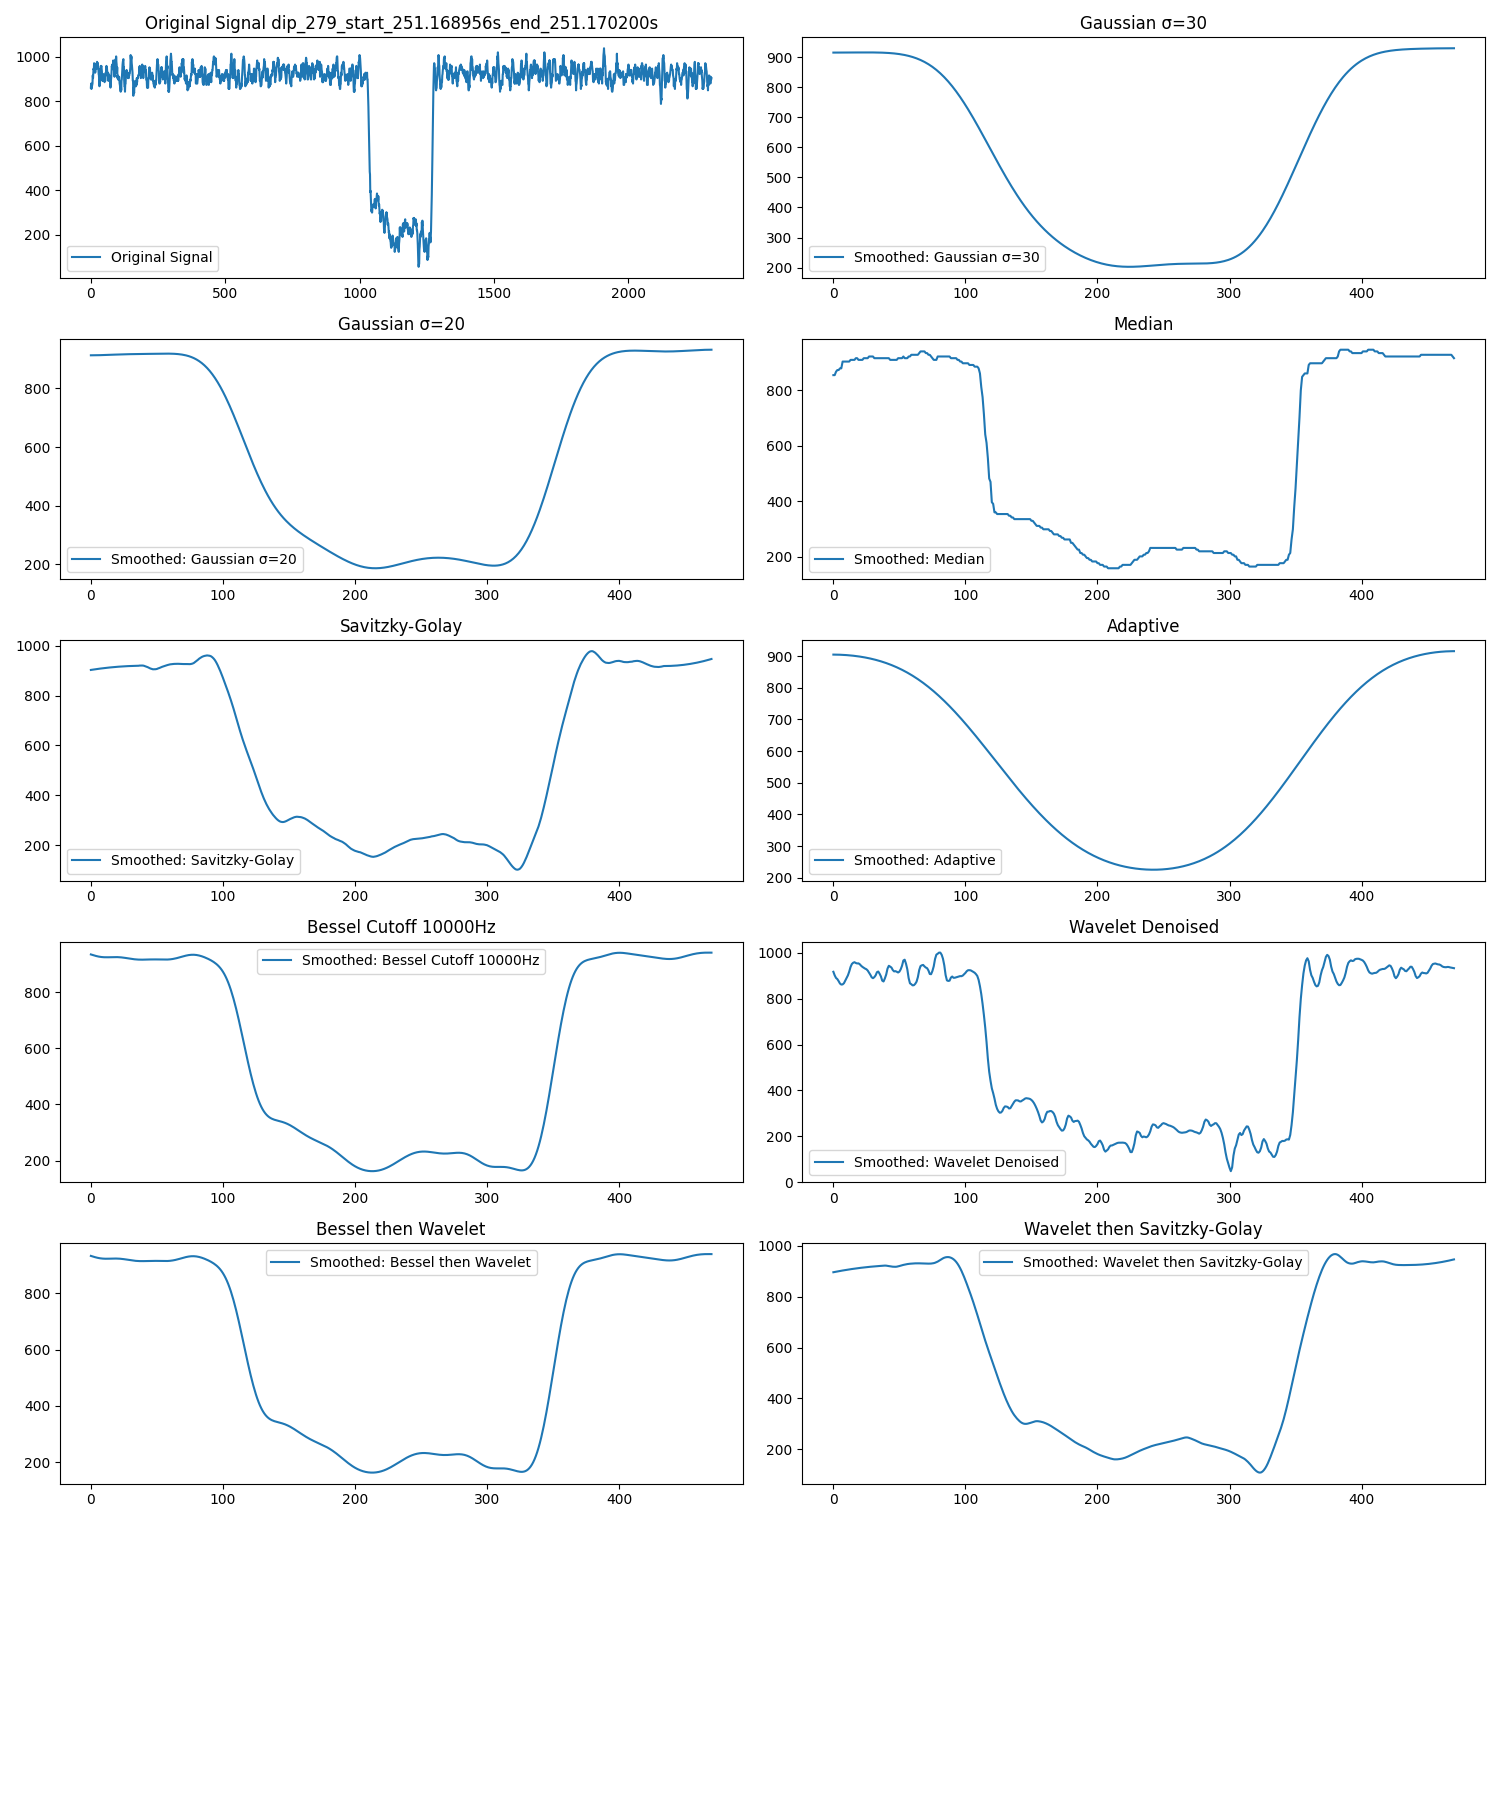 Original Signal dip_279_start_251.168956s_end_251.170200s
1000
800
600
400
200
Original Signal
0 500 1000 1500 2000
Gaussian σ=30
900
800
700
600
500
400
300
200
Smoothed: Gaussian σ=30
0 100 200 300 400
Gaussian σ=20
800
600
400
200
Smoothed: Gaussian σ=20
0 100 200 300 400
Median
800
600
400
200
Smoothed: Median
0 100 200 300 400
Savitzky-Golay
1000
800
600
400
200
Smoothed: Savitzky-Golay
0 100 200 300 400
Adaptive
900
800
700
600
500
400
300
200
Smoothed: Adaptive
0 100 200 300 400
Bessel Cutoff 10000Hz
Smoothed: Bessel Cutoff 10000Hz
800
600
400
200
0 100 200 300 400
Wavelet Denoised
1000
800
600
400
200
0
Smoothed: Wavelet Denoised
0 100 200 300 400
Bessel then Wavelet
Smoothed: Bessel then Wavelet
800
600
400
200
0 100 200 300 400
Wavelet then Savitzky-Golay
Smoothed: Wavelet then Savitzky-Golay
1000
800
600
400
200
0 100 200 300 400